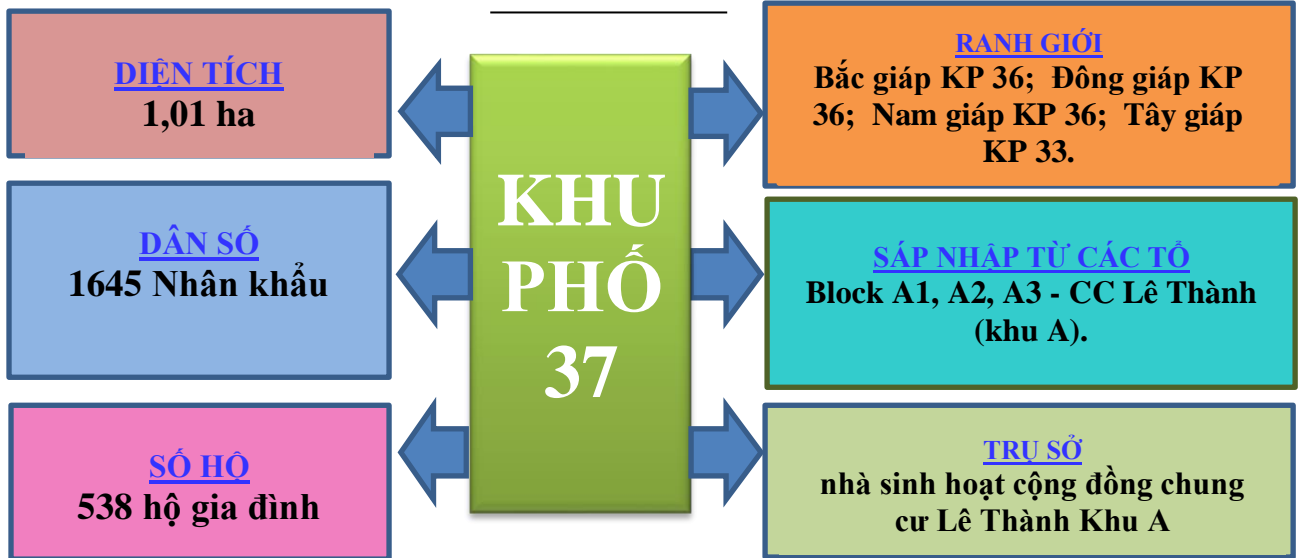 DIỆN TÍCH
1,01 ha
DÂN SỐ
1645 Nhân khẩu
SỐ HỘ
538 hộ gia đình
KHU
PHỐ
37
RANH GIỚI
Bắc giáp KP 36; Đông giáp KP
36; Nam giáp KP 36; Tây giáp
KP 33.
SÁP NHẬP TỪ CÁC TỔ
Block A1, A2, A3 - CC Lê Thành
(khu A).
TRỤ SỞ
nhà sinh hoạt cộng đồng chung
cư Lê Thành Khu A